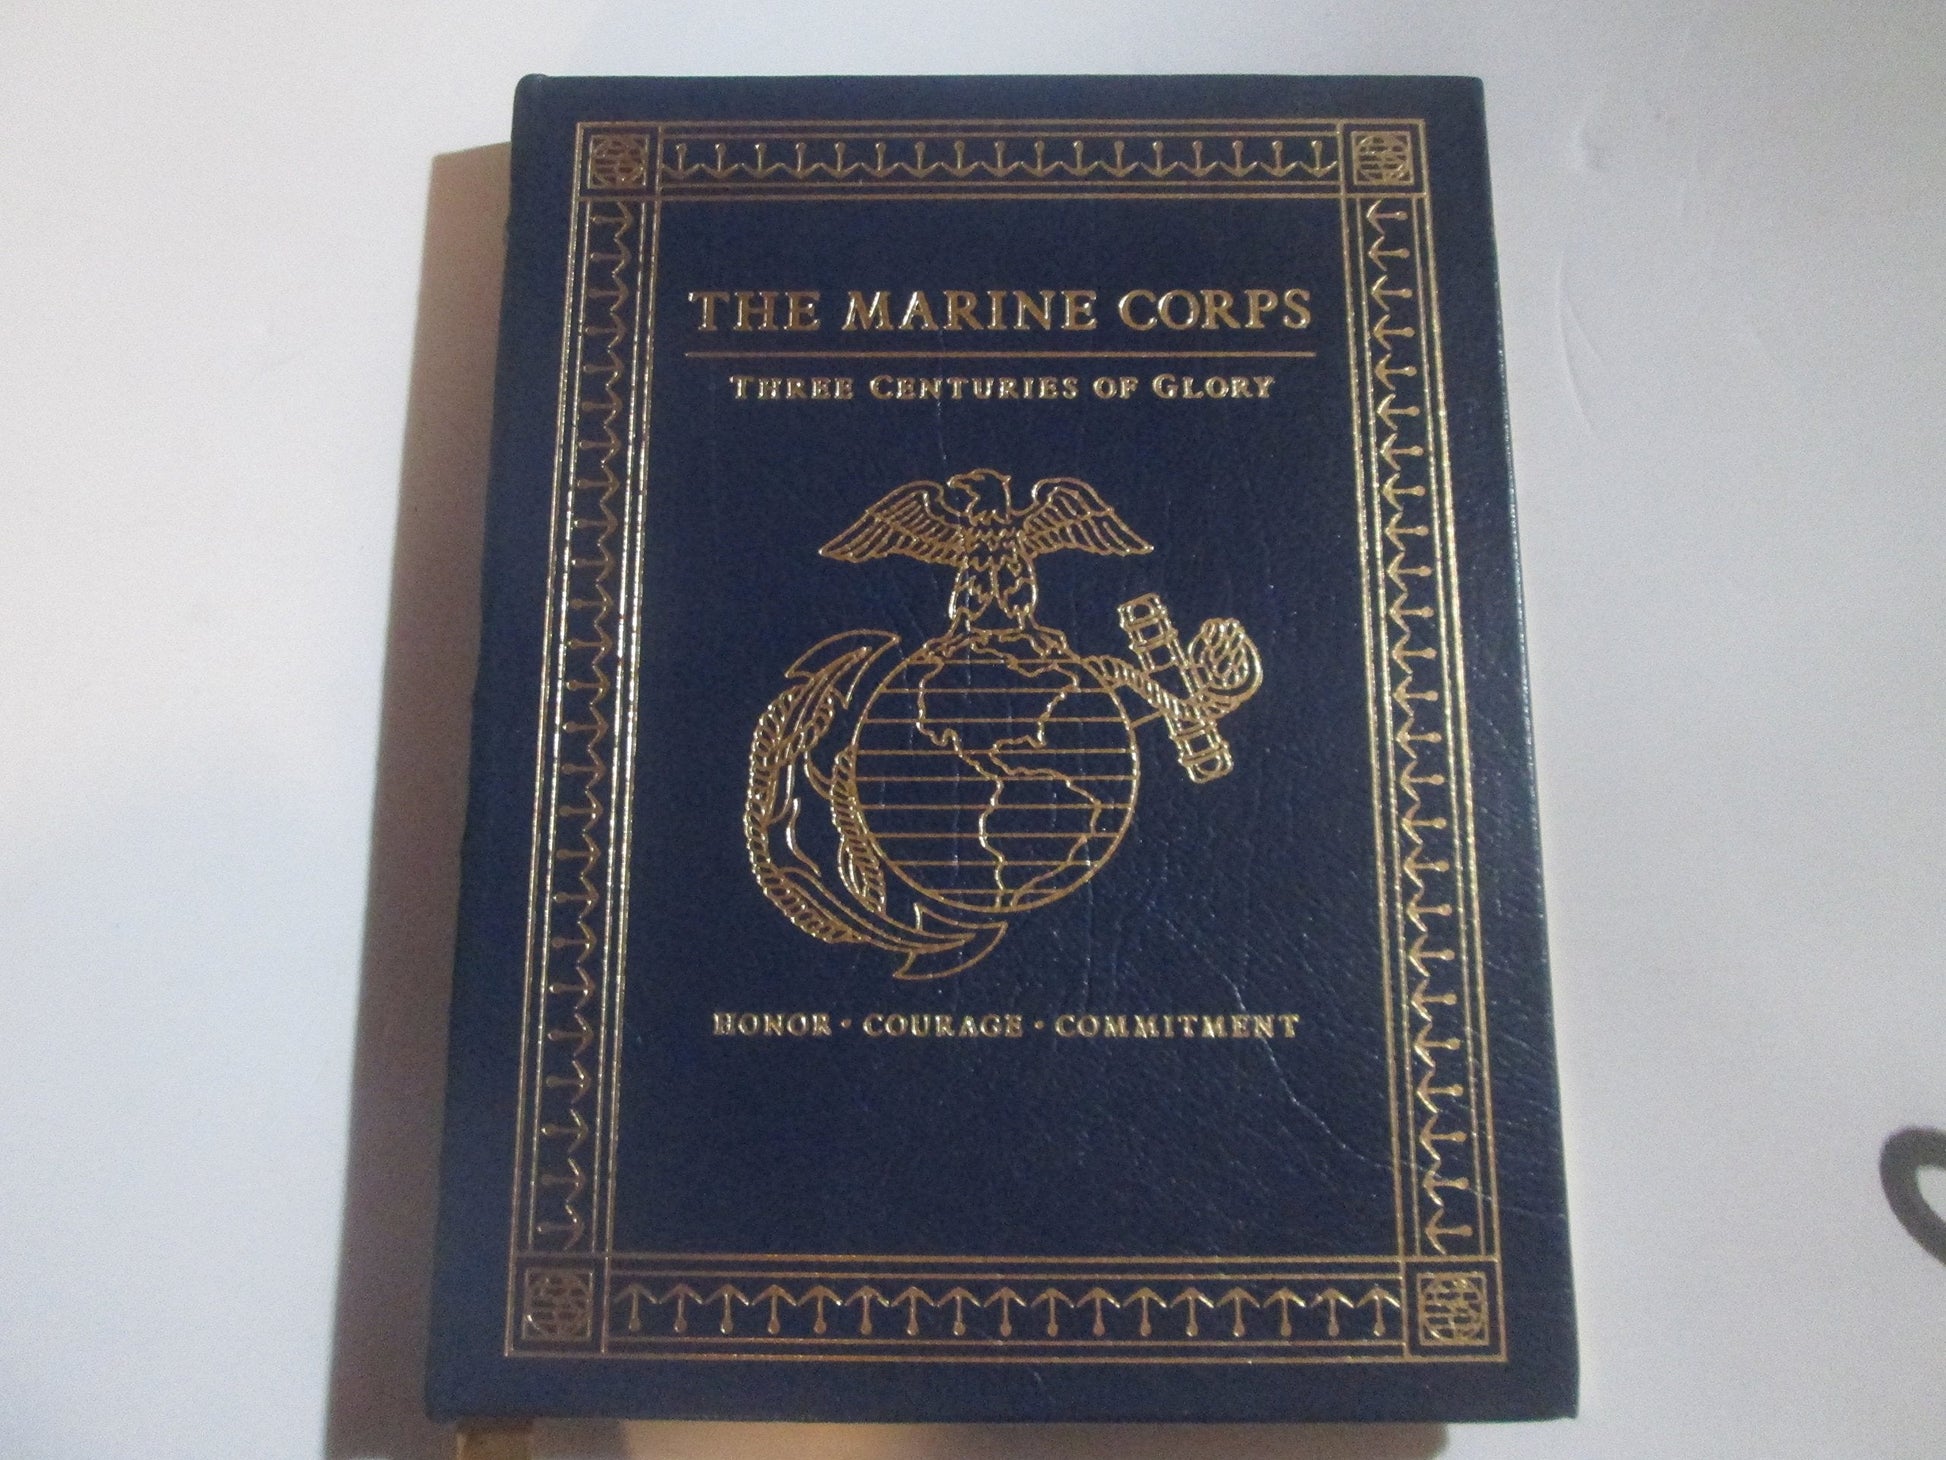 THE MARINE CORPS
THREE CENTURIES OF GLORY
HONOR · COURAGE · COMMITMENT